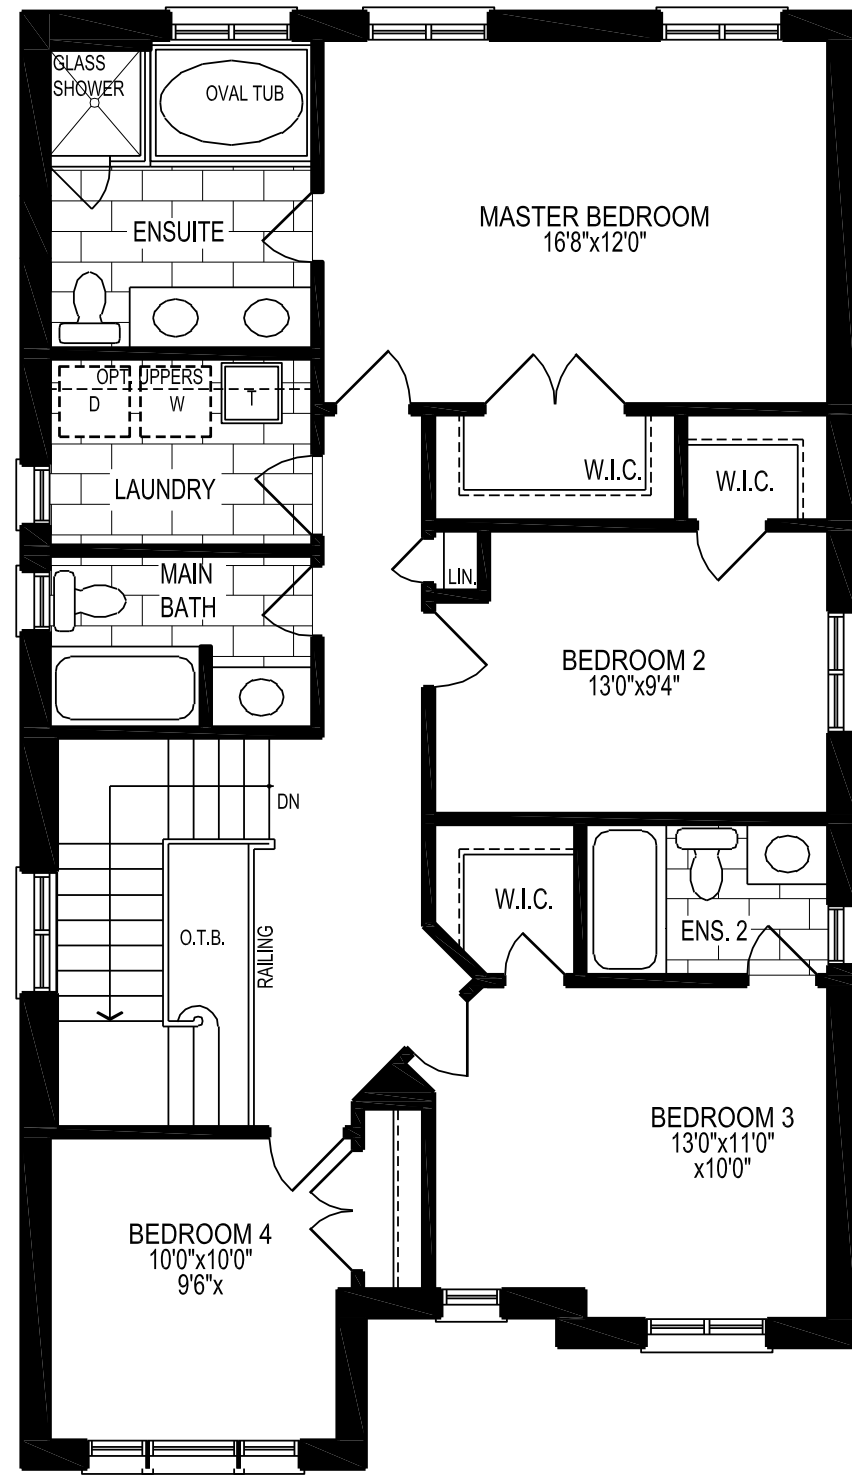 GLASS
SHOWER
OVAL TUB
ENSUITE
MASTER BEDROOM
16'8"x12'0"
OPT UPPERS
D
W
T
LAUNDRY
W.I.C.
W.I.C.
MAIN
BATH
LIN.
BEDROOM 2
13'0"x9'4"
DN
W.I.C.
ENS. 2
O.T.B.
RAILING
BEDROOM 3
13'0"x11'0"
x10'0"
BEDROOM 4
10'0"x10'0"
9'6"x